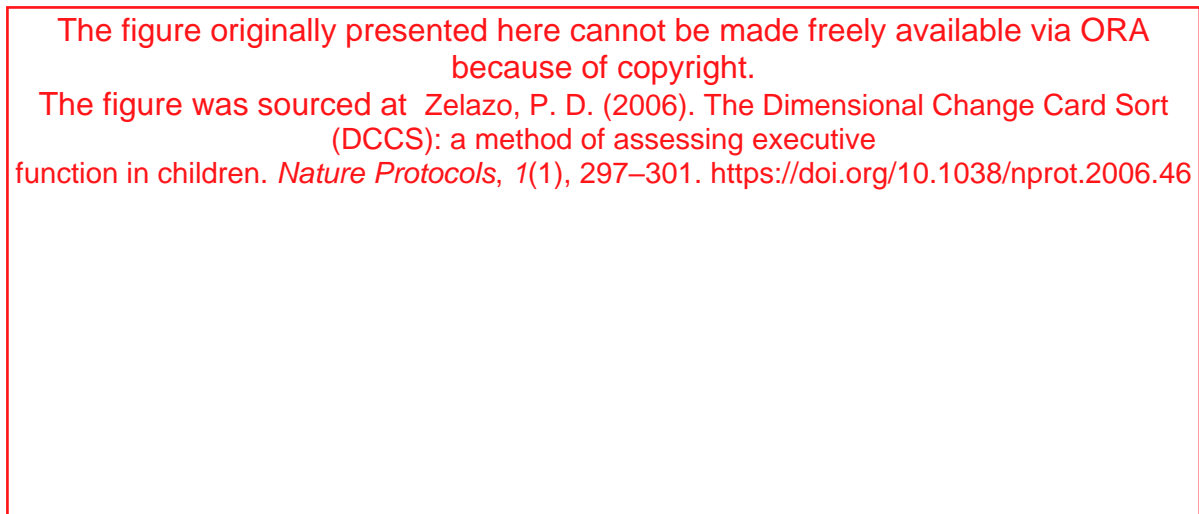 The figure originally presented here cannot be made freely available via ORA
because of copyright.
The figure was sourced at Zelazo, P. D. (2006). The Dimensional Change Card Sort
(DCCS): a method of assessing executive
function in children. Nature Protocols, 1(1), 297–301. https://doi.org/10.1038/nprot.2006.46